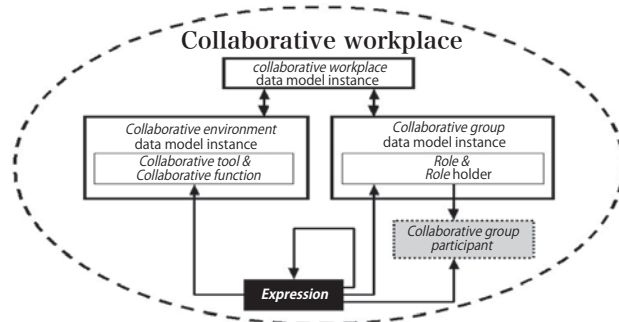 Collaborative workplace
collaborative workplace
data model instance
Collaborative environment
data model instance
Collaborative tool &
Collaborative function
Collaborative group
data model instance
Role &
Role holder
Collaborative group
participant
Expression